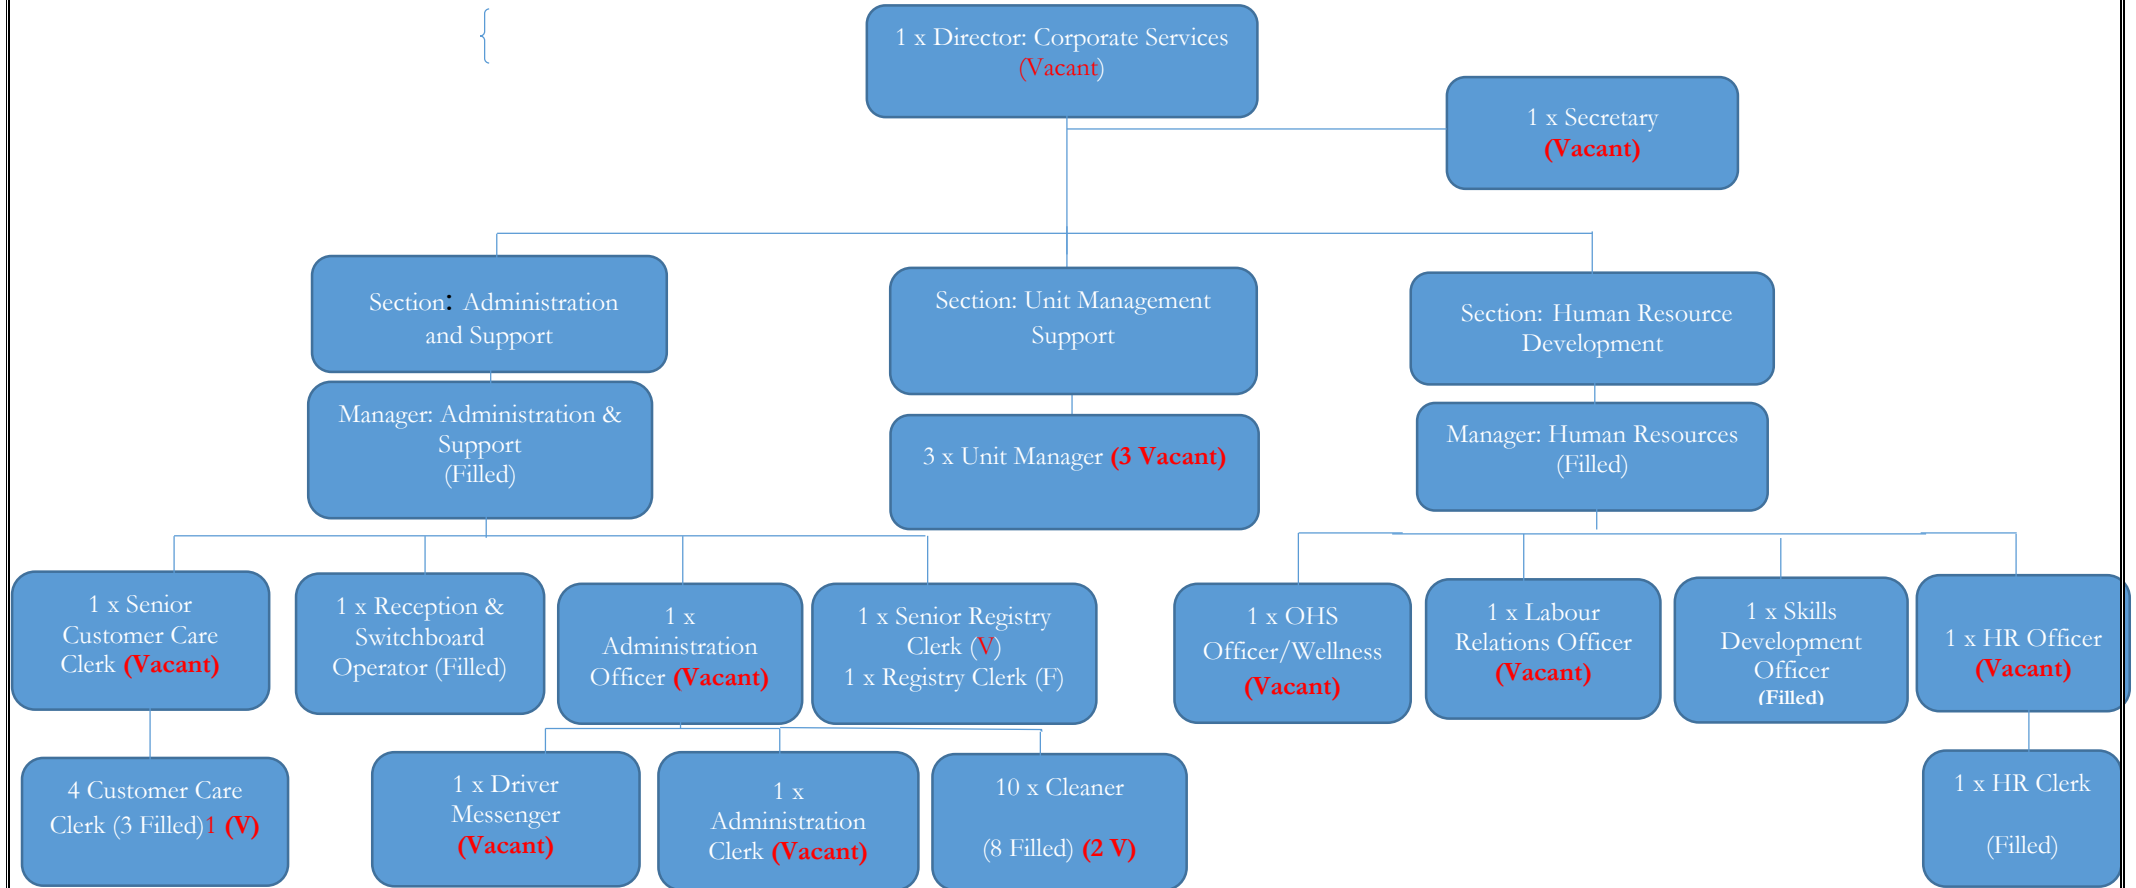 1 x Director: Corporate Services
(Vacant)
1 x Secretary
(Vacant)
Section: Administration
and Support
Section: Unit Management
Support
Section: Human Resource
Development
Manager: Administration &
Support
(Filled)
3 x Unit Manager (3 Vacant)
Manager: Human Resources
(Filled)
1 x Senior
Customer Care
Clerk (Vacant)
1 x Reception &
Switchboard
Operator (Filled)
1 x
Administration
Officer (Vacant)
1 x Senior Registry
Clerk (V)
1 x Registry Clerk (F)
1 x OHS
Officer/Wellness
(Vacant)
1 x Labour
Relations Officer
(Vacant)
1 x Skills
Development
Officer
(Filled)
1 x HR Officer
(Vacant)
4 Customer Care
Clerk (3 Filled)1 (V)
1 x Driver
Messenger
(Vacant)
1 x
Administration
Clerk (Vacant)
10 x Cleaner
(8 Filled) (2 V)
1 x HR Clerk
(Filled)